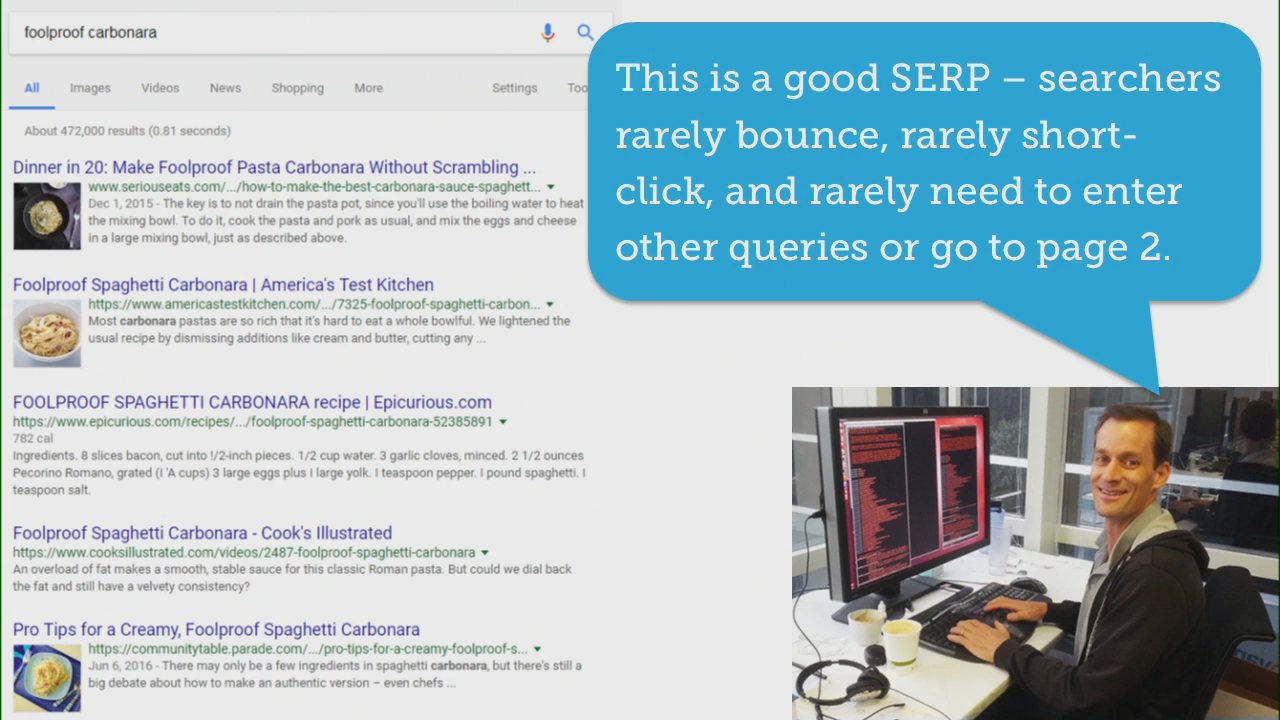 foolproof carbonara
All Images Videos News Shopping More Settings Too
About 472,000 results (0.81 seconds)
Dinner in 20: Make Foolproof Pasta Carbonara Without Scrambling ...
www.seriouseats.com/.../how-to-make-the-best-carbonara-sauce-spaghett...
Dec 1, 2015 - The key is to not drain the pasta pot, since you'll use the boiling water to heat
the mixing bowl. To do it, cook the pasta and pork as usual, and mix the eggs and cheese
in a large mixing bowl, just as described above.
Foolproof Spaghetti Carbonara | America's Test Kitchen
https://www.americastestkitchen.com/.../7325-foolproof-spaghetti-carbon...
Most carbonara pastas are so rich that it's hard to eat a whole bowlful. We lightened the
usual recipe by dismissing additions like cream and butter, cutting any ...
FOOLPROOF SPAGHETTI CARBONARA recipe | Epicurious.com
https://www.epicurious.com/recipes/.../foolproof-spaghetti-carbonara-52385891
782 cal
Ingredients. 8 slices bacon, cut into !/2-inch pieces. 1/2 cup water. 3 garlic cloves, minced. 2 1/2 ounces
Pecorino Romano, grated (I 'A cups) 3 large eggs plus I large yolk. I teaspoon pepper. I pound spaghetti. I
teaspoon salt.
Foolproof Spaghetti Carbonara - Cook's Illustrated
https://www.cooksillustrated.com/videos/2487-foolproof-spaghetti-carbonara
An overload of fat makes a smooth, stable sauce for this classic Roman pasta. But could we dial back
the fat and still have a velvety consistency?
Pro Tips for a Creamy, Foolproof Spaghetti Carbonara
https://communitytable.parade.com/.../pro-tips-for-a-creamy-foolproof-s...
Jun 6, 2016 - There may only be a few ingredients in spaghetti carbonara, but there's still a
big debate about how to make an authentic version – even chefs ...
This is a good SERP – searchers
rarely bounce, rarely short-
click, and rarely need to enter
other queries or go to page 2.